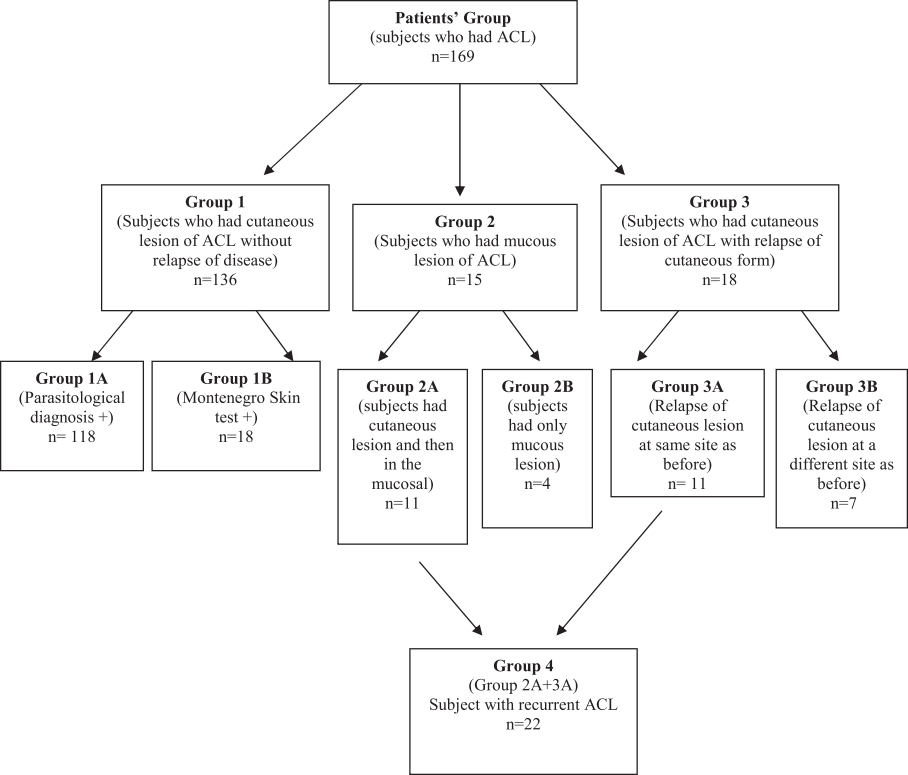 Patients' Group
(subjects who had ACL)
n=169
Group 1
(Subjects who had cutaneous
lesion of ACL without
relapse of disease)
n=136
Group 2
(Subjects who had mucous
lesion of ACL)
n=15
Group 3
(Subjects who had cutaneous
lesion of ACL with relapse of
cutaneous form)
n=18
Group 1A
(Parasitological
diagnosis +)
n= 118
Group 1B
(Montenegro Skin
test +)
n=18
Group 2A
(subjects had
cutaneous
lesion and then
in the
mucosal)
n=11
Group 2B
(subjects
had only
mucous
lesion)
n=4
Group 3A
(Relapse of
cutaneous lesion
at same site as
before)
n= 11
Group 3B
(Relapse of
cutaneous
lesion at a
different site as
before)
n=7
Group 4
(Group 2A+3A)
Subject with recurrent ACL
n=22